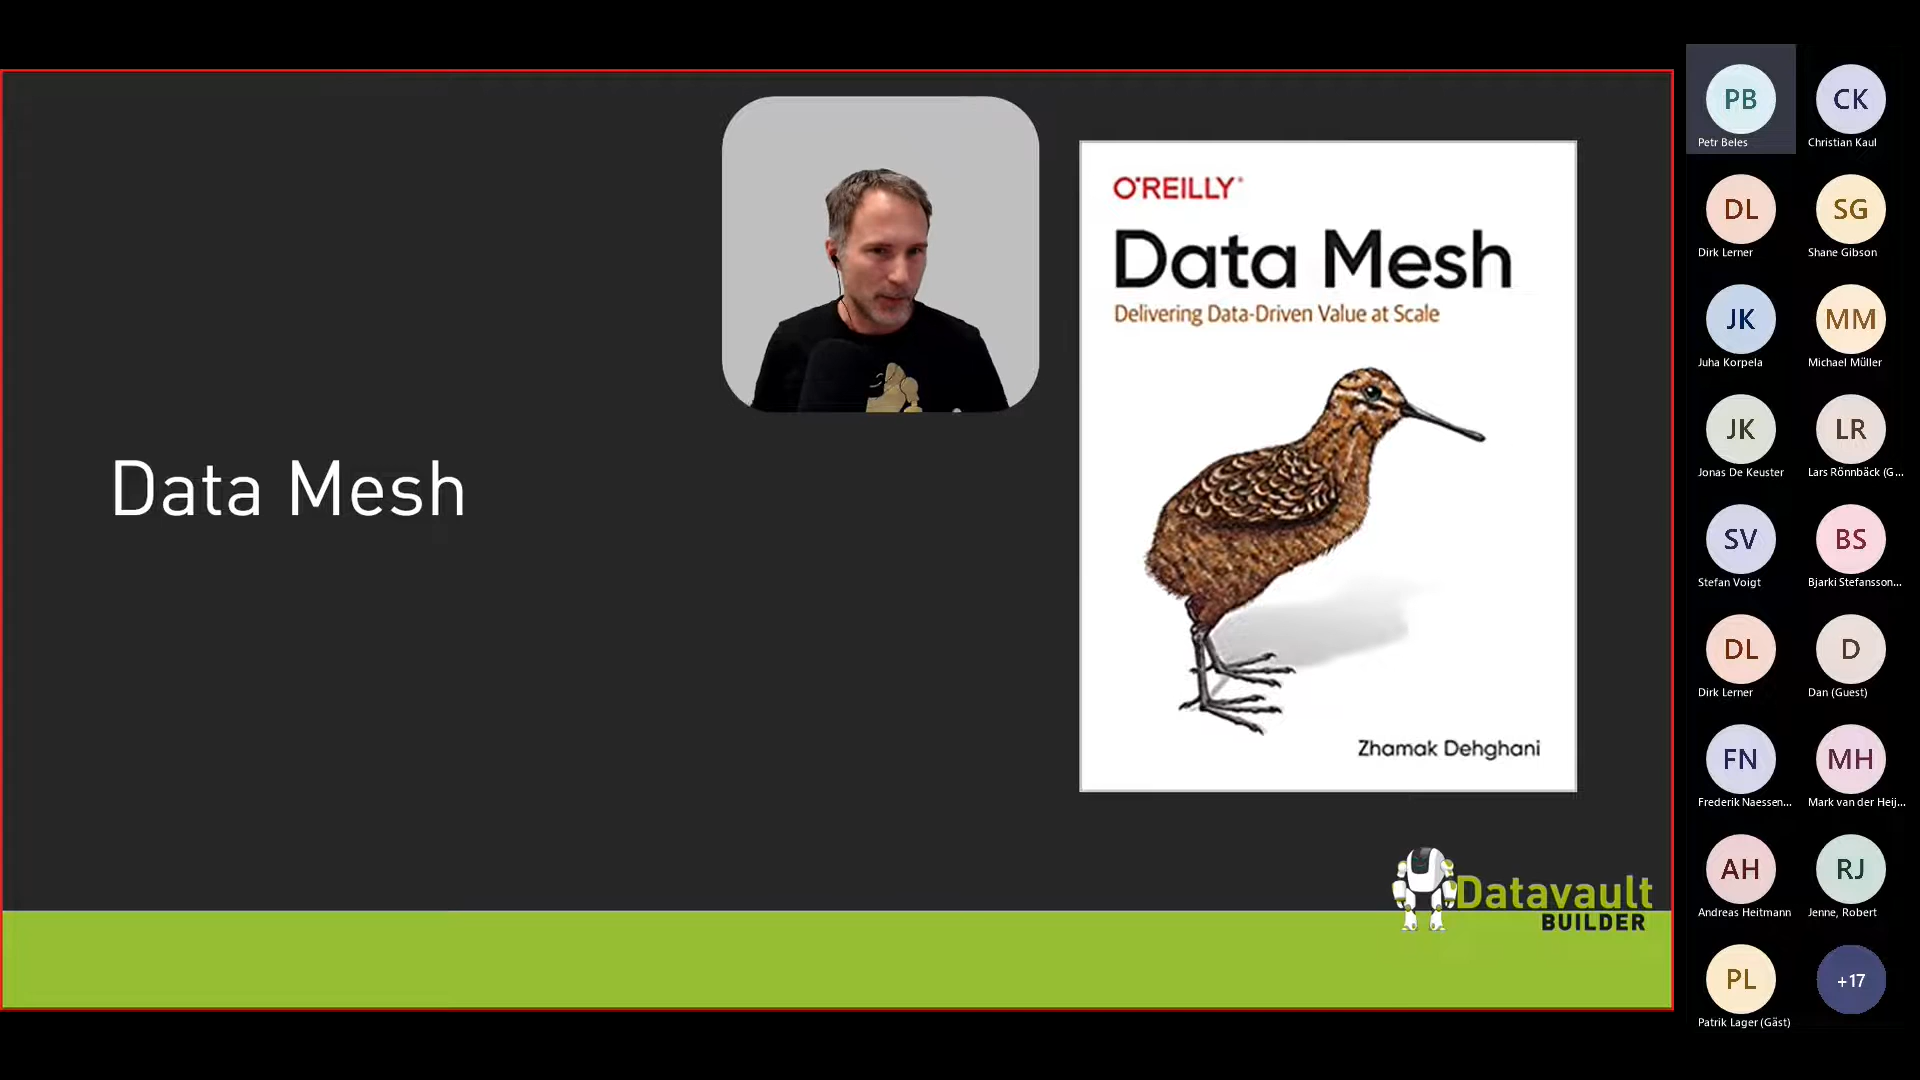 Data Mesh
O'REILLY®
Data Mesh
Delivering Data-Driven Value at Scale
Zhamak Dehghani
Datavault
BUILDER
PB
Petr Beles
CK
Christian Kaul
DL
Dirk Lerner
SG
Shane Gibson
JK
Juha Korpela
MM
Michael Müller
JK
Jonas De Keuster
LR
Lars Rönnbäck (G...
SV
Stefan Voigt
BS
Bjarki Stefansson...
DL
Dirk Lerner
D
Dan (Guest)
FN
Frederik Naessen...
MH
Mark van der Heij...
AH
Andreas Heitmann
RJ
Jenne, Robert
PL
Patrik Lager (Gäst)
+17